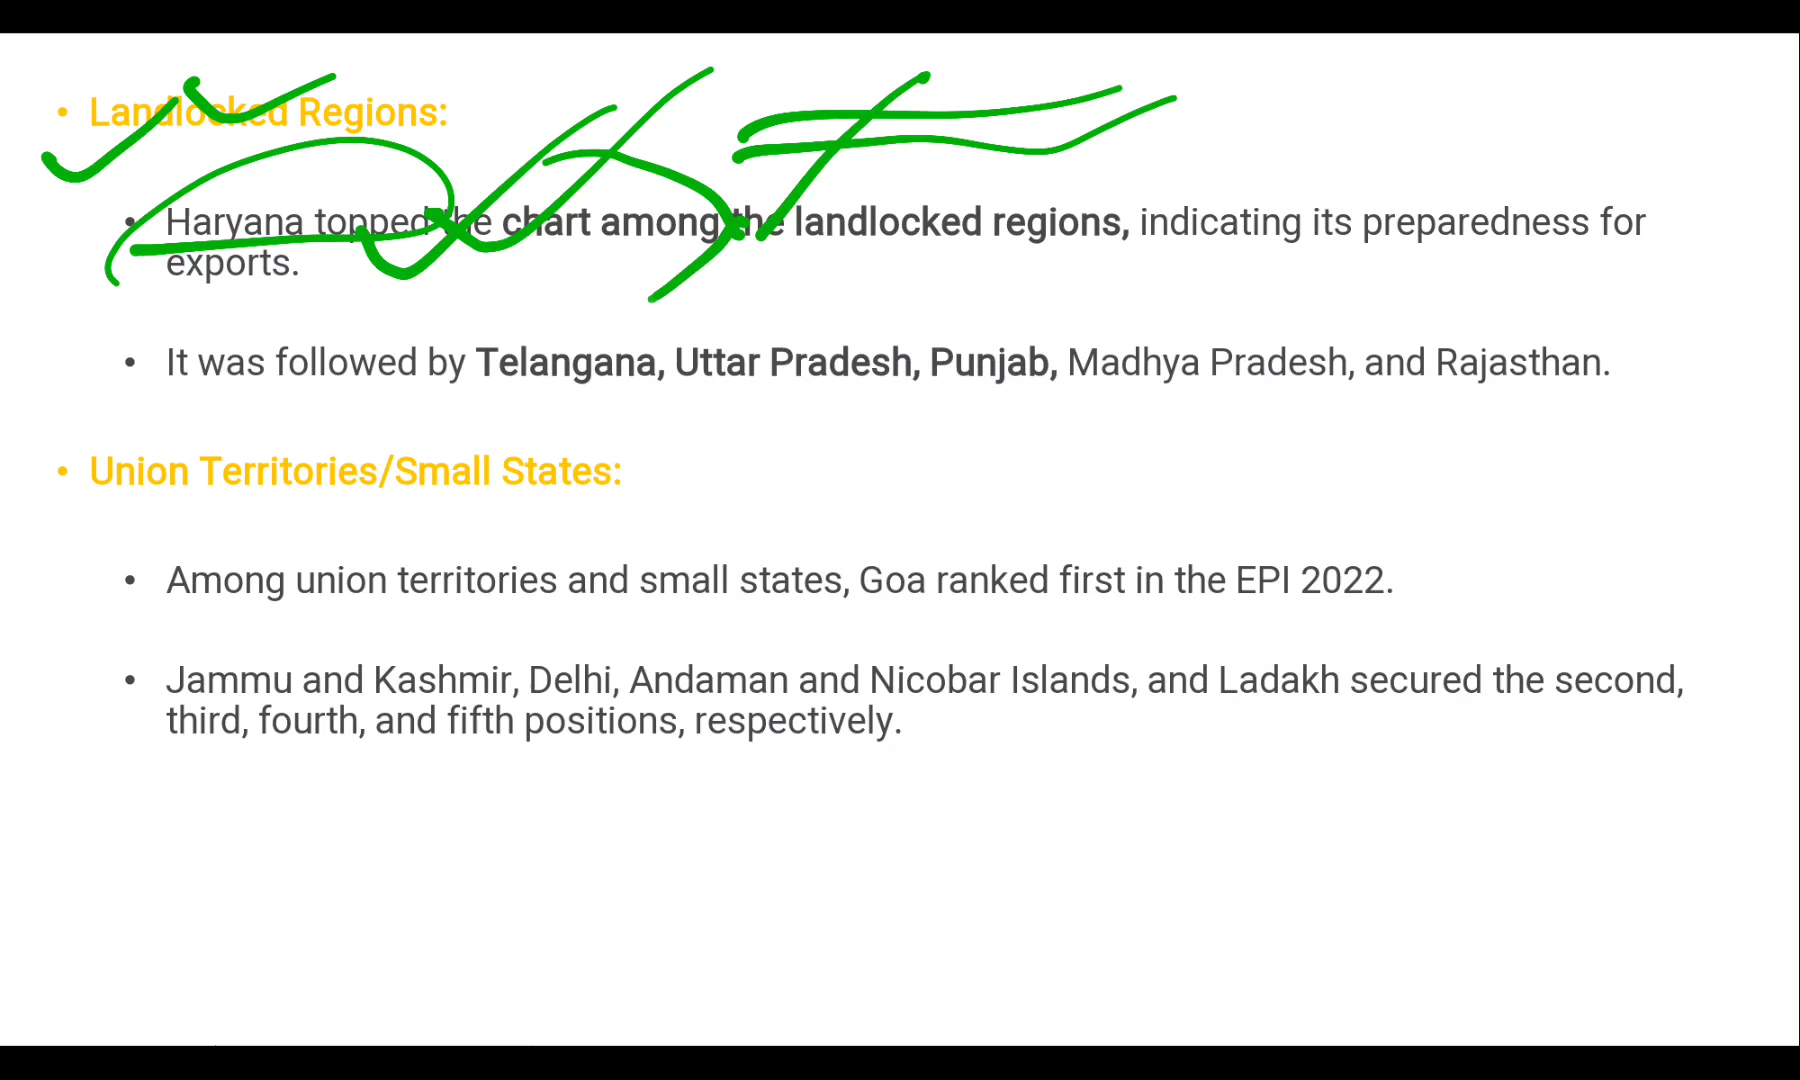 • Landlocked Regions:
• Haryana topped the chart among the landlocked regions, indicating its preparedness for
exports.
• It was followed by Telangana, Uttar Pradesh, Punjab, Madhya Pradesh, and Rajasthan.
• Union Territories/Small States:
• Among union territories and small states, Goa ranked first in the EPI 2022.
• Jammu and Kashmir, Delhi, Andaman and Nicobar Islands, and Ladakh secured the second,
third, fourth, and fifth positions, respectively.